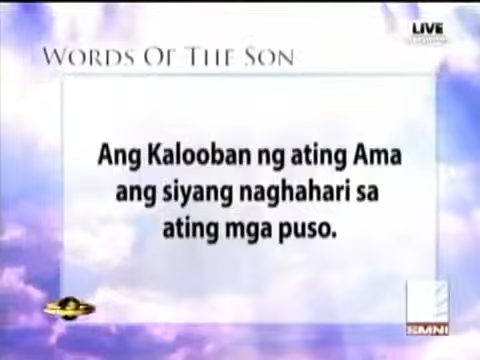 LIVE
WORDS OF THE SON
Ang Kalooban ng ating Ama
ang siyang naghahari sa
ating mga puso.
SMNI